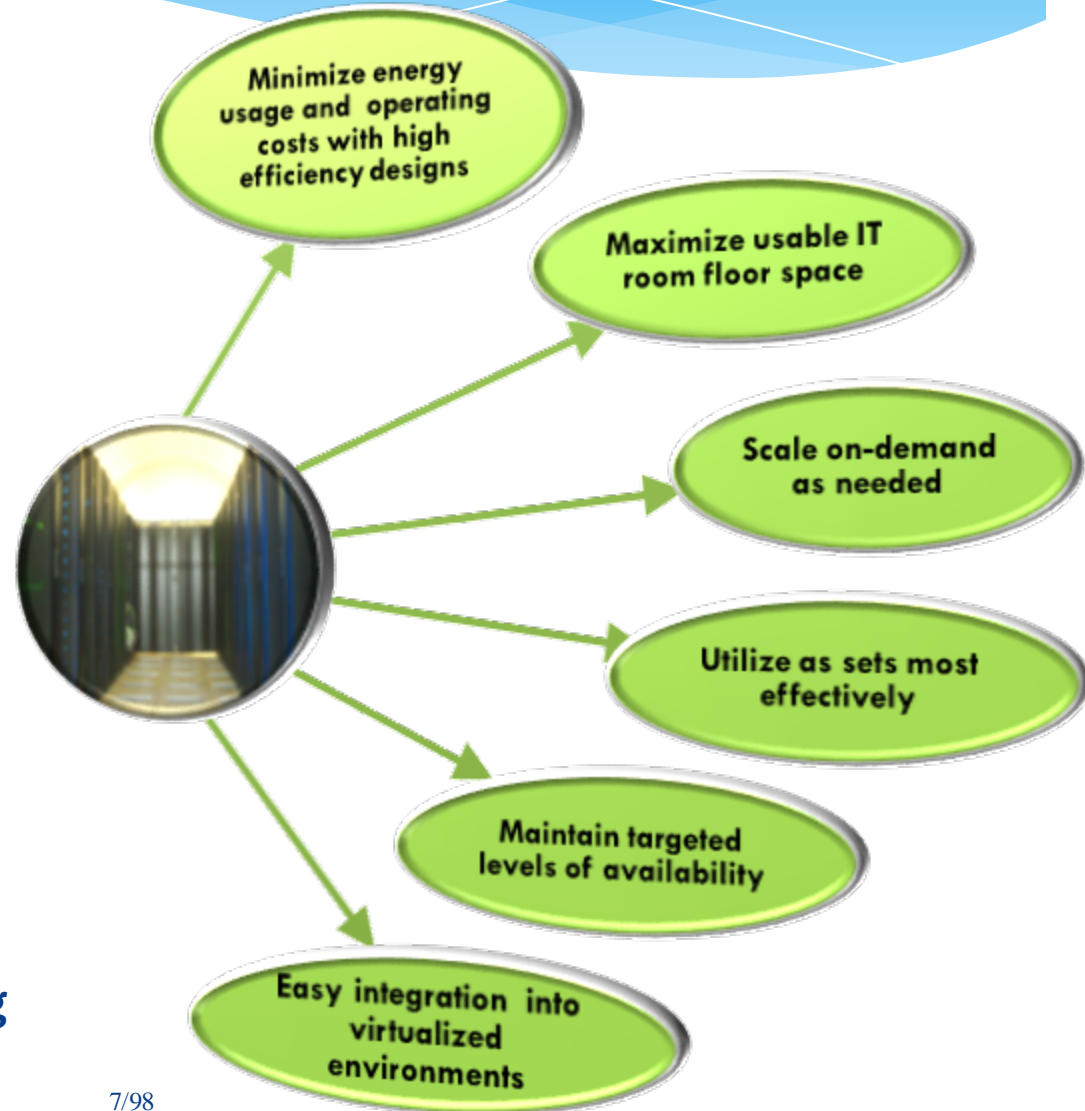 Minimize energy
usage and operating
costs with high
efficiency designs
Maximize usable IT
room floor space
Scale on-demand
as needed
Utilize as sets most
effectively
Maintain targeted
levels of availability
Easy integration into
virtualized
environments
g
7/98